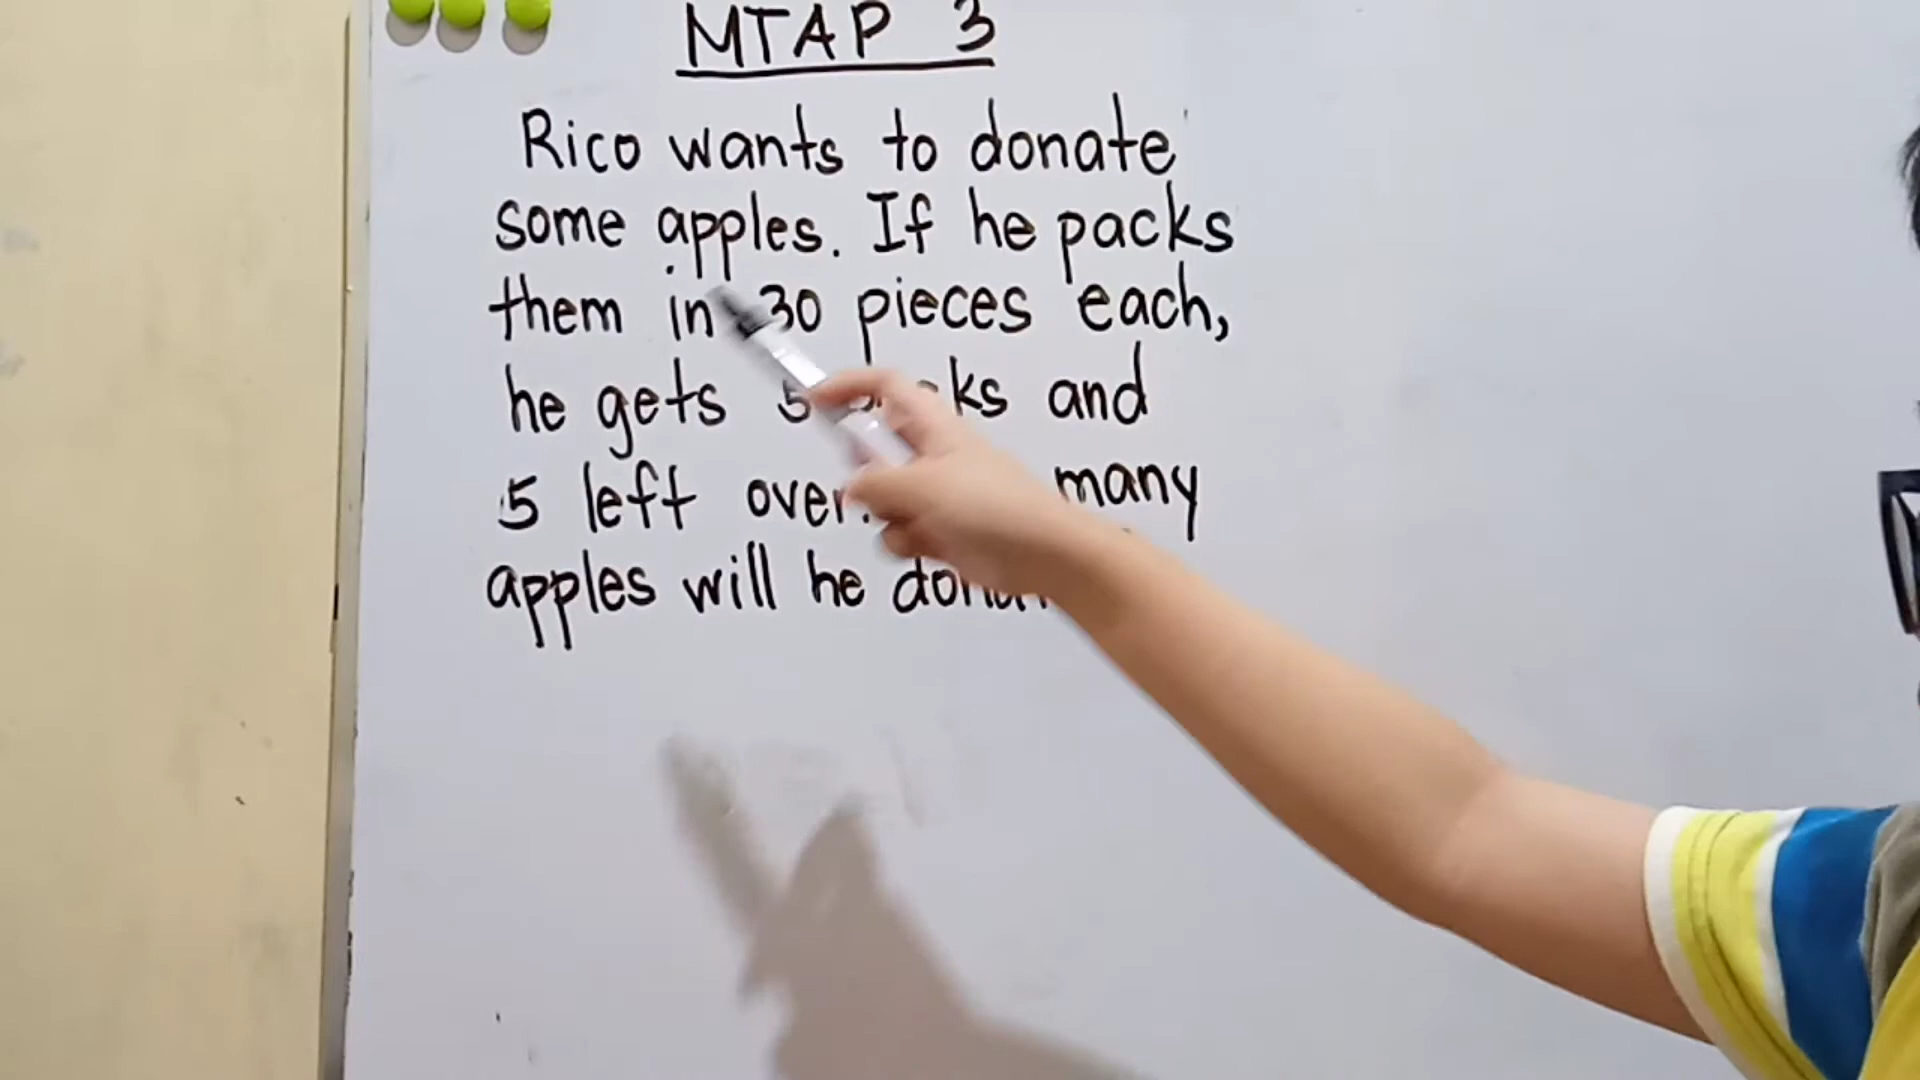 MTAP 3
Rico wants to donate
some apples. If he packs
them in 30 pieces each,
he gets 5 and
5 left over. many
apples will he